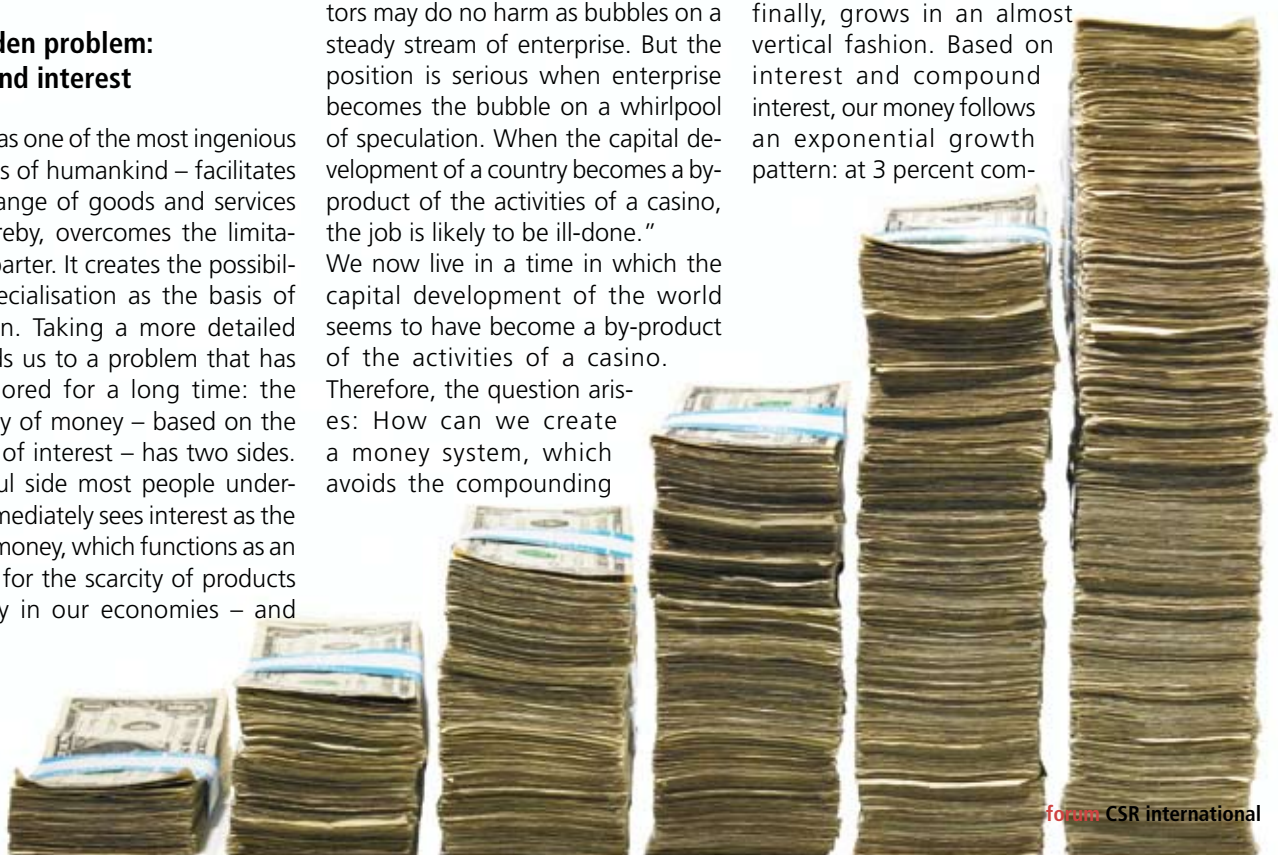 den problem:
nd interest
as one of the most ingenious
s of humankind – facilitates
ange of goods and services
reby, overcomes the limita-
arter. It creates the possibil-
ecialisation as the basis of
n. Taking a more detailed
ds us to a problem that has
ored for a long time: the
y of money – based on the
of interest – has two sides.
ul side most people under-
mediately sees interest as the
money, which functions as an
for the scarcity of products
y in our economies – and
tors may do no harm as bubbles on a
steady stream of enterprise. But the
position is serious when enterprise
becomes the bubble on a whirlpool
of speculation. When the capital de-
velopment of a country becomes a by-
product of the activities of a casino,
the job is likely to be ill-done."
We now live in a time in which the
capital development of the world
seems to have become a by-product
of the activities of a casino.
Therefore, the question aris-
es: How can we create
a money system, which
avoids the compounding
finally, grows in an almost
vertical fashion. Based on
interest and compound
interest, our money follows
an exponential growth
pattern: at 3 percent com-
forum CSR international